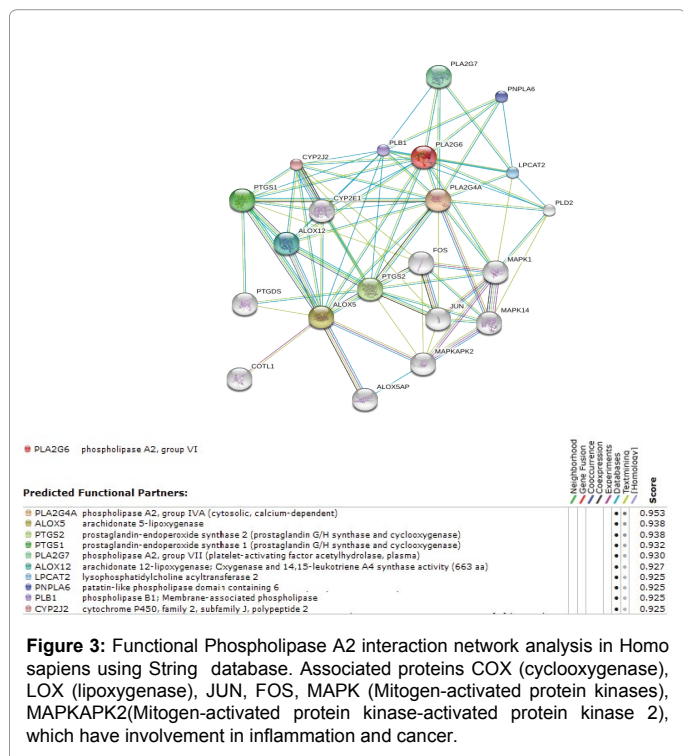 PLA2G7
PNPLA6
PLB1
PLA2G6
CYP2J2
LPCAT2
PTGS1
CYP2E1
PLA2G4A
PLD2
ALOX12
FOS
MAPK1
PTGS2
PTGDS
JUN
ALOX5
MAPK14
MAPKAPK2
COTL1
ALOX5AP
PLA2G6 phospholipase A2, group VI
Neighborhood
Gene Fusion
Cooccurrence
Coexpression
Experiments
Databases
Textmining
[Homology]
Score
Predicted Functional Partners:
PLA2G4A phospholipase A2, group IVA (cytosolic, calcium-dependent) 0.953
ALOX5 arachidonate 5-lipoxygenase 0.938
PTGS2 prostaglandin-endoperoxide synthase 2 (prostaglandin G/H synthase and cyclooxygenase) 0.938
PTGS1 prostaglandin-endoperoxide synthase 1 (prostaglandin G/H synthase and cyclooxygenase) 0.932
PLA2G7 phospholipase A2, group VII (platelet-activating factor acetylhydrolase, plasma) 0.930
ALOX12 arachidonate 12-lipoxygenase; Oxygenase and 14,15-leukotriene A4 synthase activity (663 aa) 0.927
LPCAT2 lysophosphatidylcholine acyltransferase 2 0.925
PNPLA6 patatin-like phospholipase domain containing 6 0.925
PLB1 phospholipase B1; Membrane-associated phospholipase 0.925
CYP2J2 cytochrome P450, family 2, subfamily J, polypeptide 2 0.925
Figure 3: Functional Phospholipase A2 interaction network analysis in Homo
sapiens using String database. Associated proteins COX (cyclooxygenase),
LOX (lipoxygenase), JUN, FOS, MAPK (Mitogen-activated protein kinases),
MAPKAPK2(Mitogen-activated protein kinase-activated protein kinase 2),
which have involvement in inflammation and cancer.